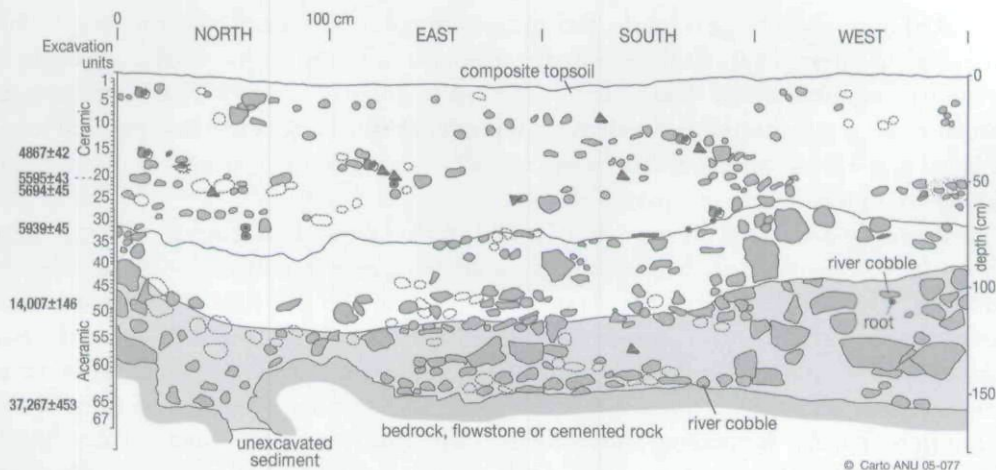 0 100 cm
NORTH EAST SOUTH WEST
Excavation
units
composite topsoil
1
5
10
15
20
25
30
35
40
45
50
55
60
65
67
Ceramic
Aceramic
4867±42
5595±43
5694±45
5939±45
14,007±146
37,267±453
0
50
100
150
depth (cm)
river cobble
root
unexcavated
sediment
bedrock, flowstone or cemented rock
river cobble
© Carto ANU 05-077